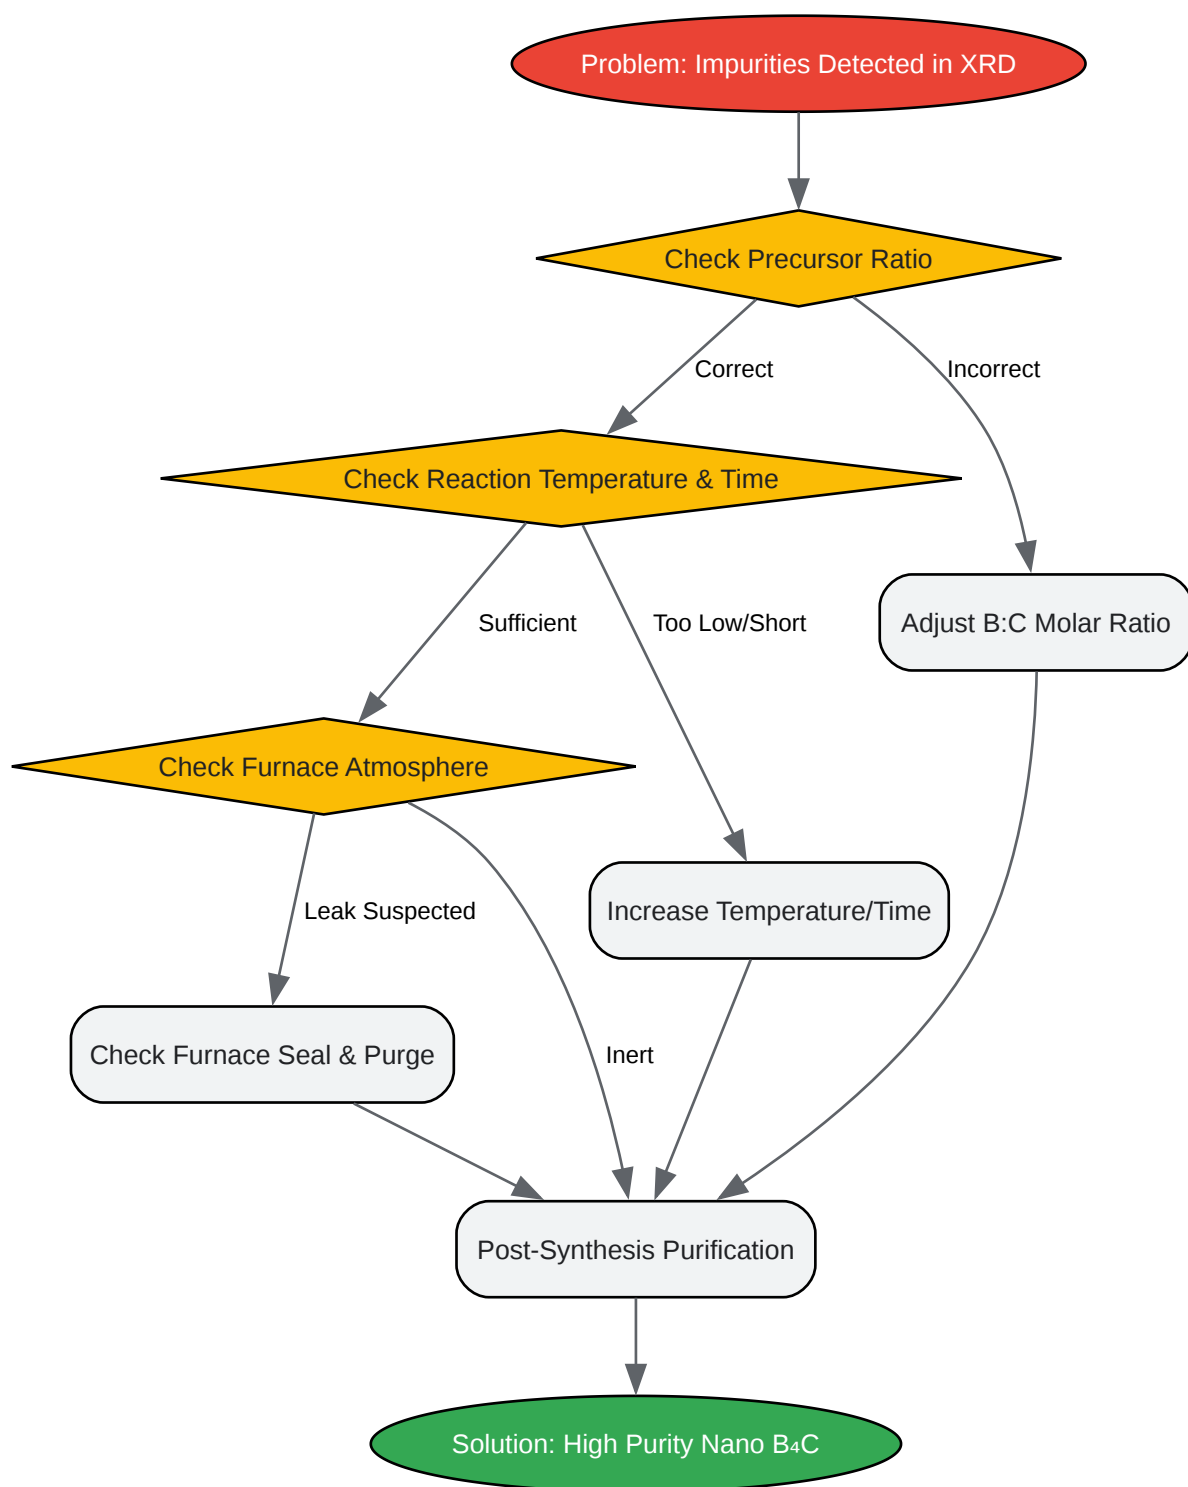 Problem: Impurities Detected in XRD
Check Precursor Ratio
Correct
Incorrect
Check Reaction Temperature & Time
Sufficient
Too Low/Short
Adjust B:C Molar Ratio
Check Furnace Atmosphere
Leak Suspected
Increase Temperature/Time
Check Furnace Seal & Purge
Inert
Post-Synthesis Purification
Solution: High Purity Nano B₄C